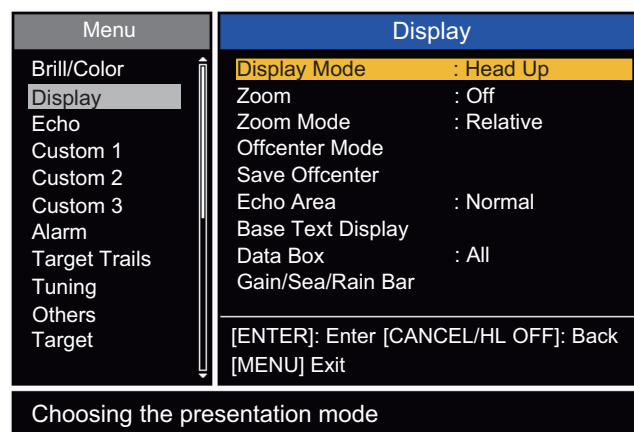 Menu
Brill/Color
Display
Echo
Custom 1
Custom 2
Custom 3
Alarm
Target Trails
Tuning
Others
Target
Display
Display Mode : Head Up
Zoom : Off
Zoom Mode : Relative
Offcenter Mode
Save Offcenter
Echo Area : Normal
Base Text Display
Data Box : All
Gain/Sea/Rain Bar
[ENTER]: Enter [CANCEL/HL OFF]: Back
[MENU] Exit
Choosing the presentation mode